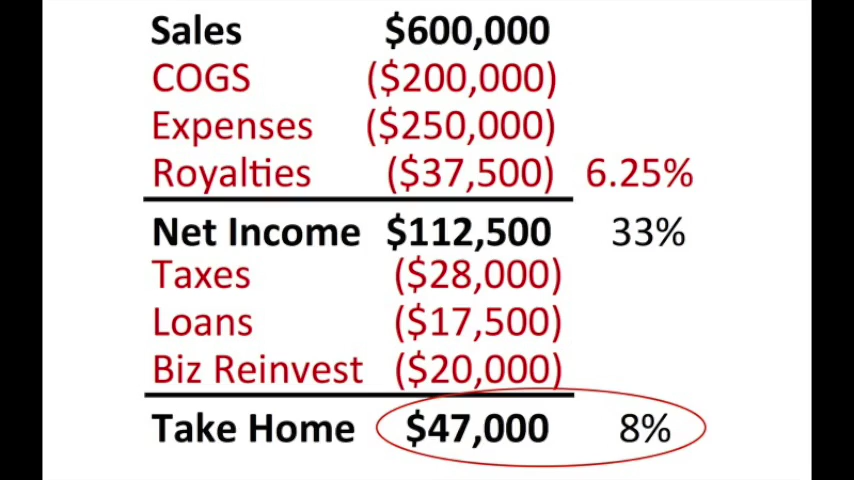 Sales $600,000
COGS ($200,000)
Expenses ($250,000)
Royalties ($37,500) 6.25%
Net Income $112,500 33%
Taxes ($28,000)
Loans ($17,500)
Biz Reinvest ($20,000)
Take Home $47,000 8%